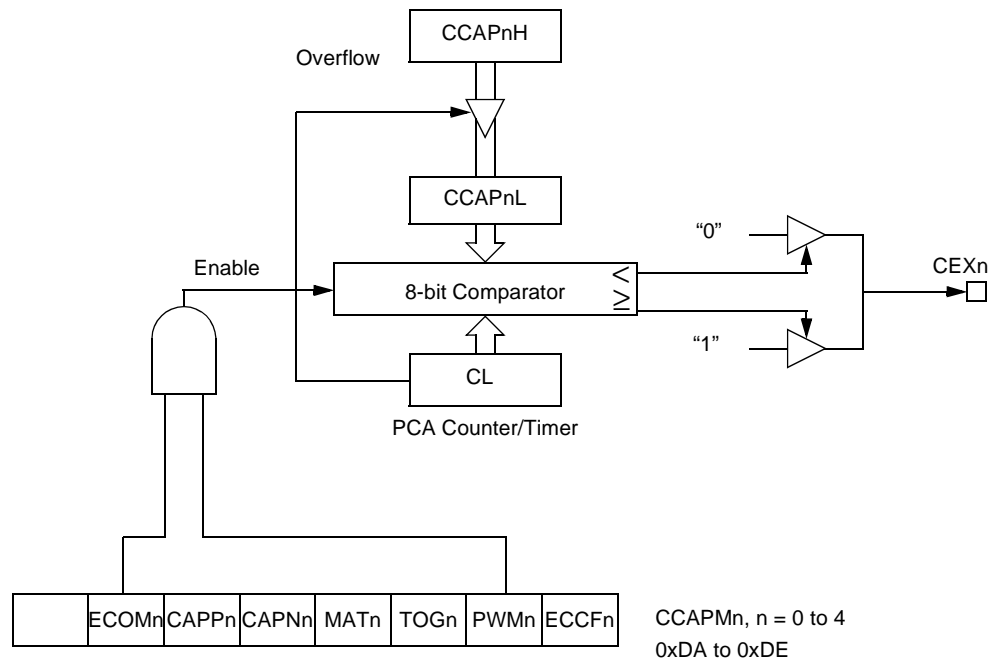 CCAPnH
Overflow
CCAPnL
“0”
Enable
8-bit Comparator
<
≥
CEXn
“1”
CL
PCA Counter/Timer
ECOMn CAPPn CAPNn MATn TOGn PWMn ECCFn
CCAPMn, n = 0 to 4
0xDA to 0xDE